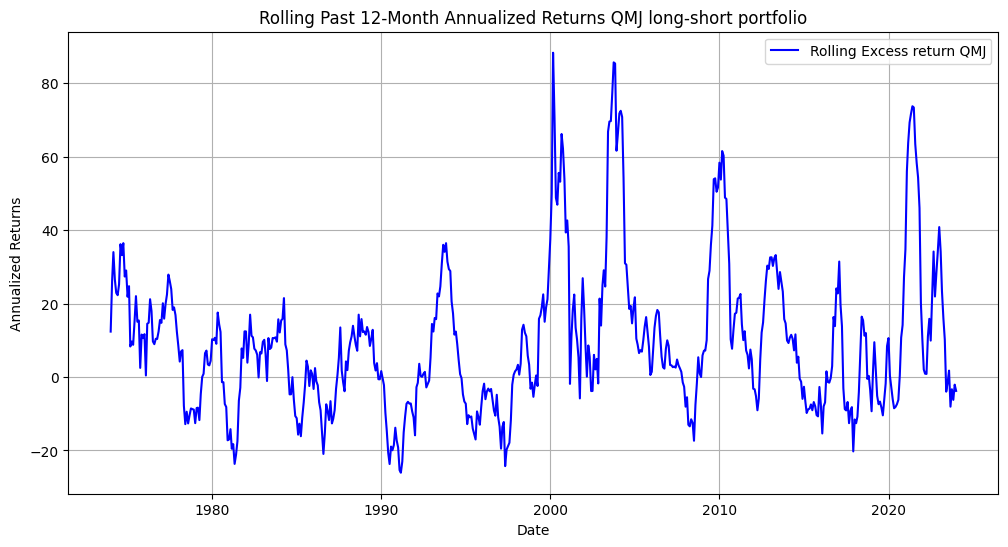 Rolling Past 12-Month Annualized Returns QMJ long-short portfolio
Rolling Excess return QMJ
Annualized Returns
80
60
40
20
0
−20
1980
1990
2000
2010
2020
Date